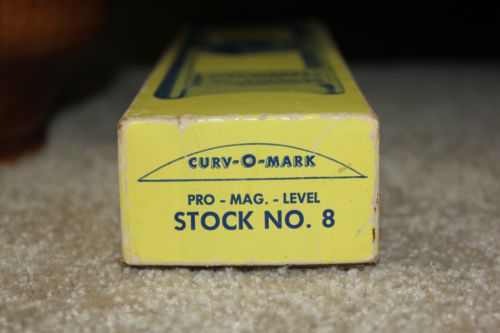 CURV-O-MARK
PRO - MAG. - LEVEL
STOCK NO. 8